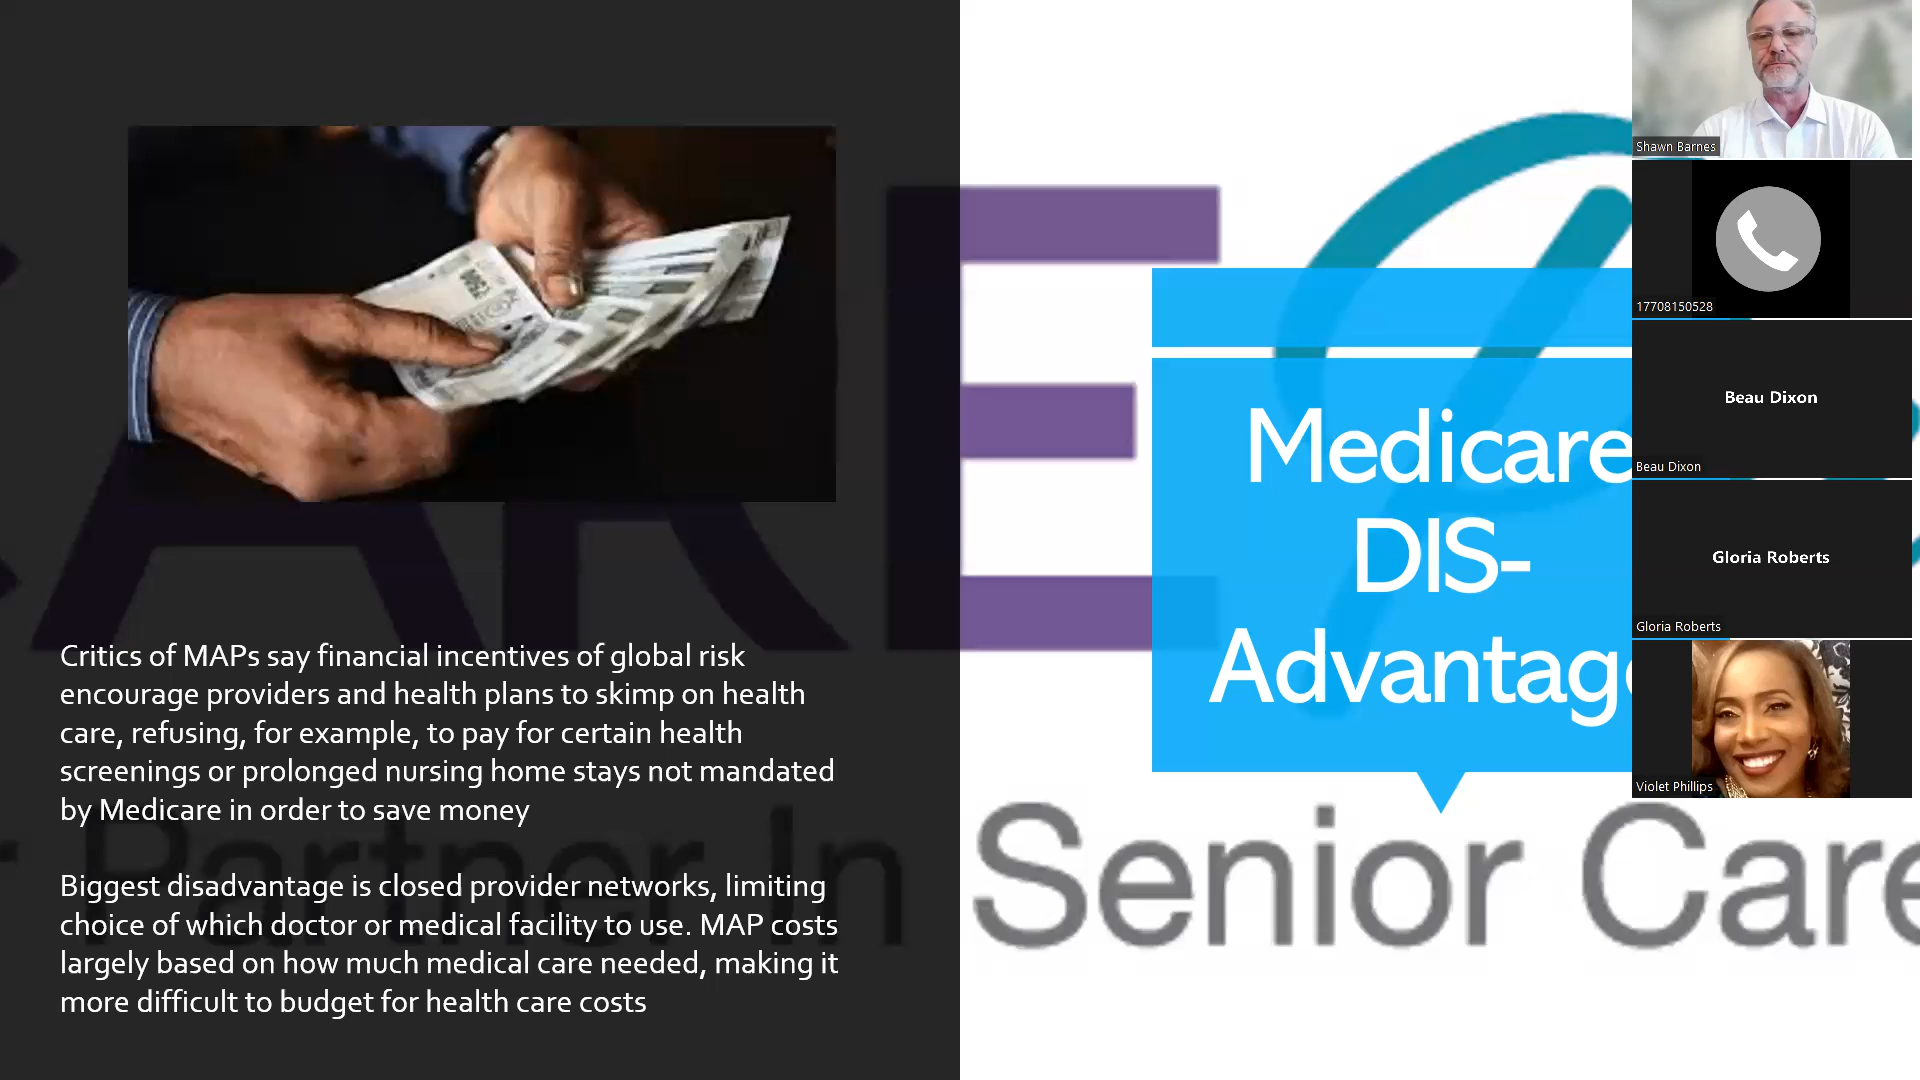 Critics of MAPs say financial incentives of global risk
encourage providers and health plans to skimp on health
care, refusing, for example, to pay for certain health
screenings or prolonged nursing home stays not mandated
by Medicare in order to save money
Biggest disadvantage is closed provider networks, limiting
choice of which doctor or medical facility to use. MAP costs
largely based on how much medical care needed, making it
more difficult to budget for health care costs
Medicare
DIS-
Advantag
ARE
r Partner In Senior Care
Shawn Barnes
17708150528
Beau Dixon
Beau Dixon
Gloria Roberts
Gloria Roberts
Violet Phillips